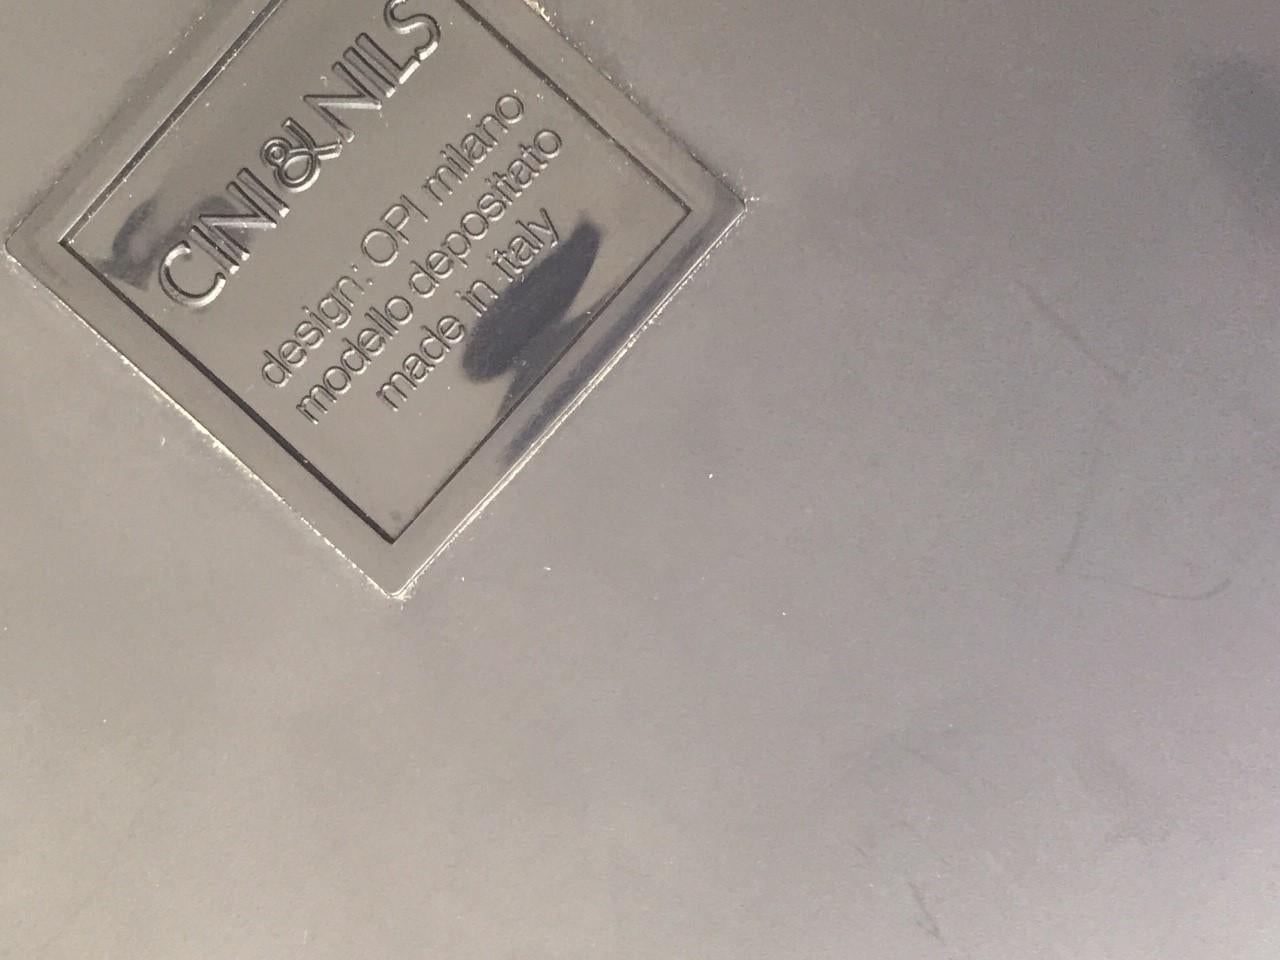 CINI & NILS
design: OPI milano
modello depositato
made in italy